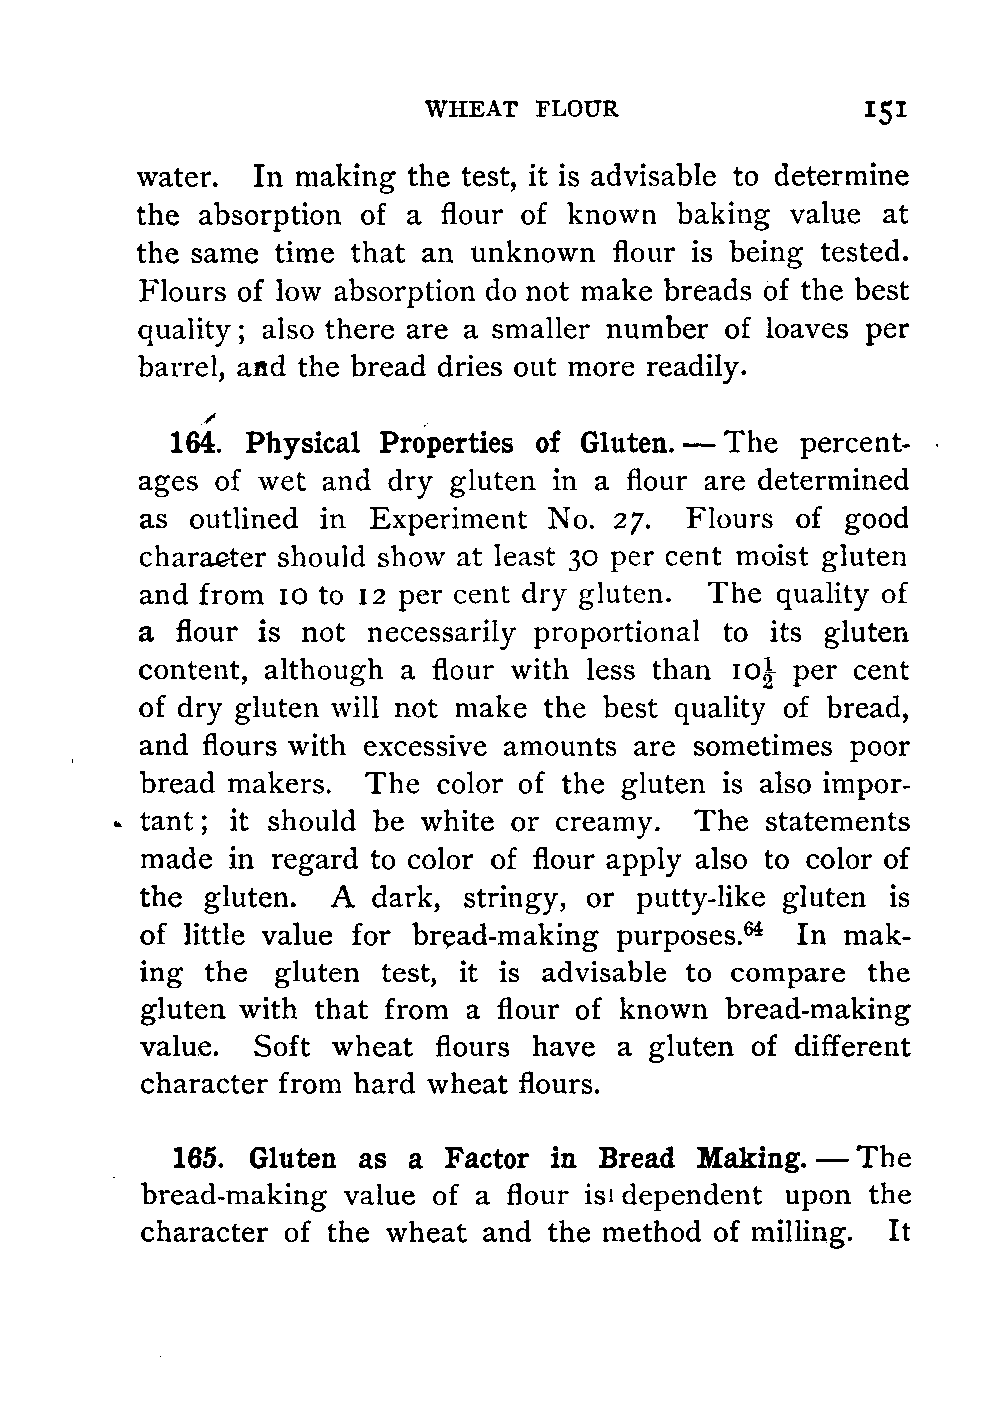 WHEAT FLOUR 151
water. In making the test, it is advisable to determine
the absorption of a flour of known baking value at
the same time that an unknown flour is being tested.
Flours of low absorption do not make breads of the best
quality; also there are a smaller number of loaves per
barrel, and the bread dries out more readily.
164. Physical Properties of Gluten. — The percent-
ages of wet and dry gluten in a flour are determined
as outlined in Experiment No. 27. Flours of good
character should show at least 30 per cent moist gluten
and from 10 to 12 per cent dry gluten. The quality of
a flour is not necessarily proportional to its gluten
content, although a flour with less than 10½ per cent
of dry gluten will not make the best quality of bread,
and flours with excessive amounts are sometimes poor
bread makers. The color of the gluten is also impor-
tant; it should be white or creamy. The statements
made in regard to color of flour apply also to color of
the gluten. A dark, stringy, or putty-like gluten is
of little value for bread-making purposes.⁶⁴ In mak-
ing the gluten test, it is advisable to compare the
gluten with that from a flour of known bread-making
value. Soft wheat flours have a gluten of different
character from hard wheat flours.
165. Gluten as a Factor in Bread Making. — The
bread-making value of a flour is dependent upon the
character of the wheat and the method of milling. It